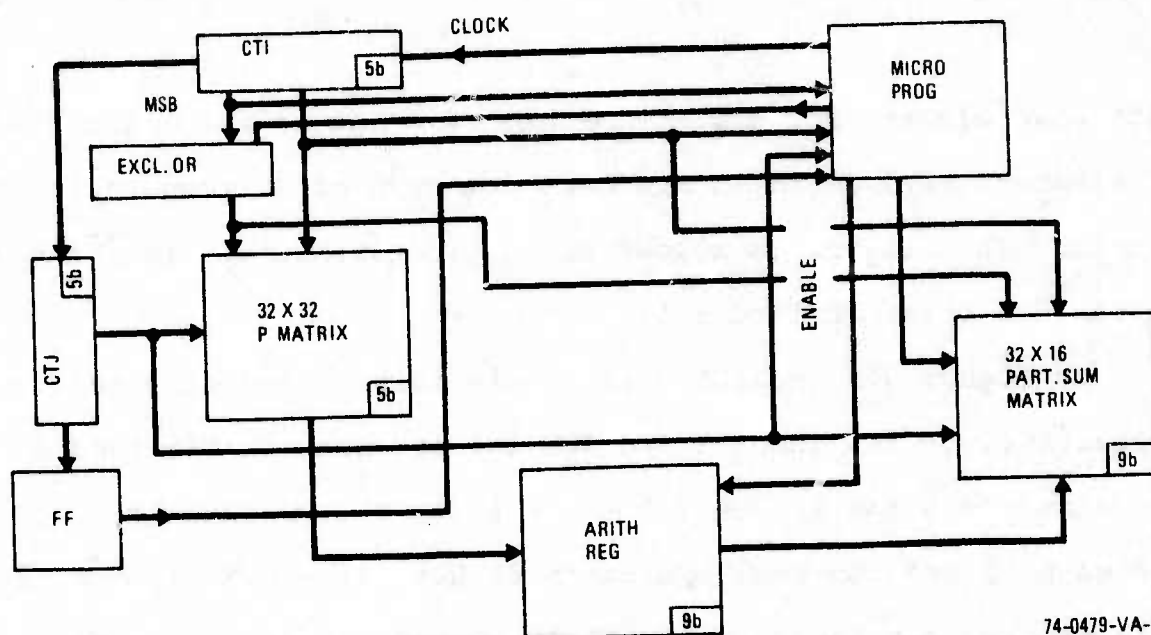 CTI
5b
CLOCK
MICRO
PROG
MSB
EXCL. OR
5b
CTJ
32 X 32
P MATRIX
5b
ENABLE
32 X 16
PART. SUM
MATRIX
9b
FF
ARITH
REG
9b
74-0479-VA-